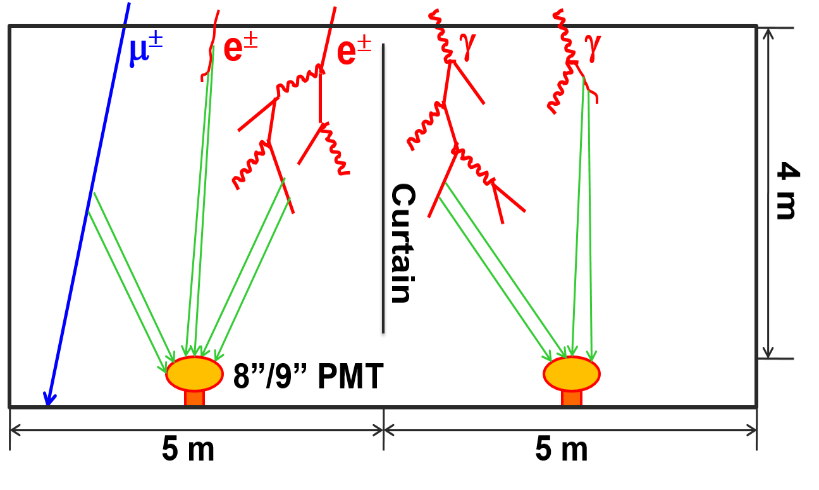 μ±
e±
e±
γ
γ
Curtain
4 m
8”/9” PMT
5 m
5 m